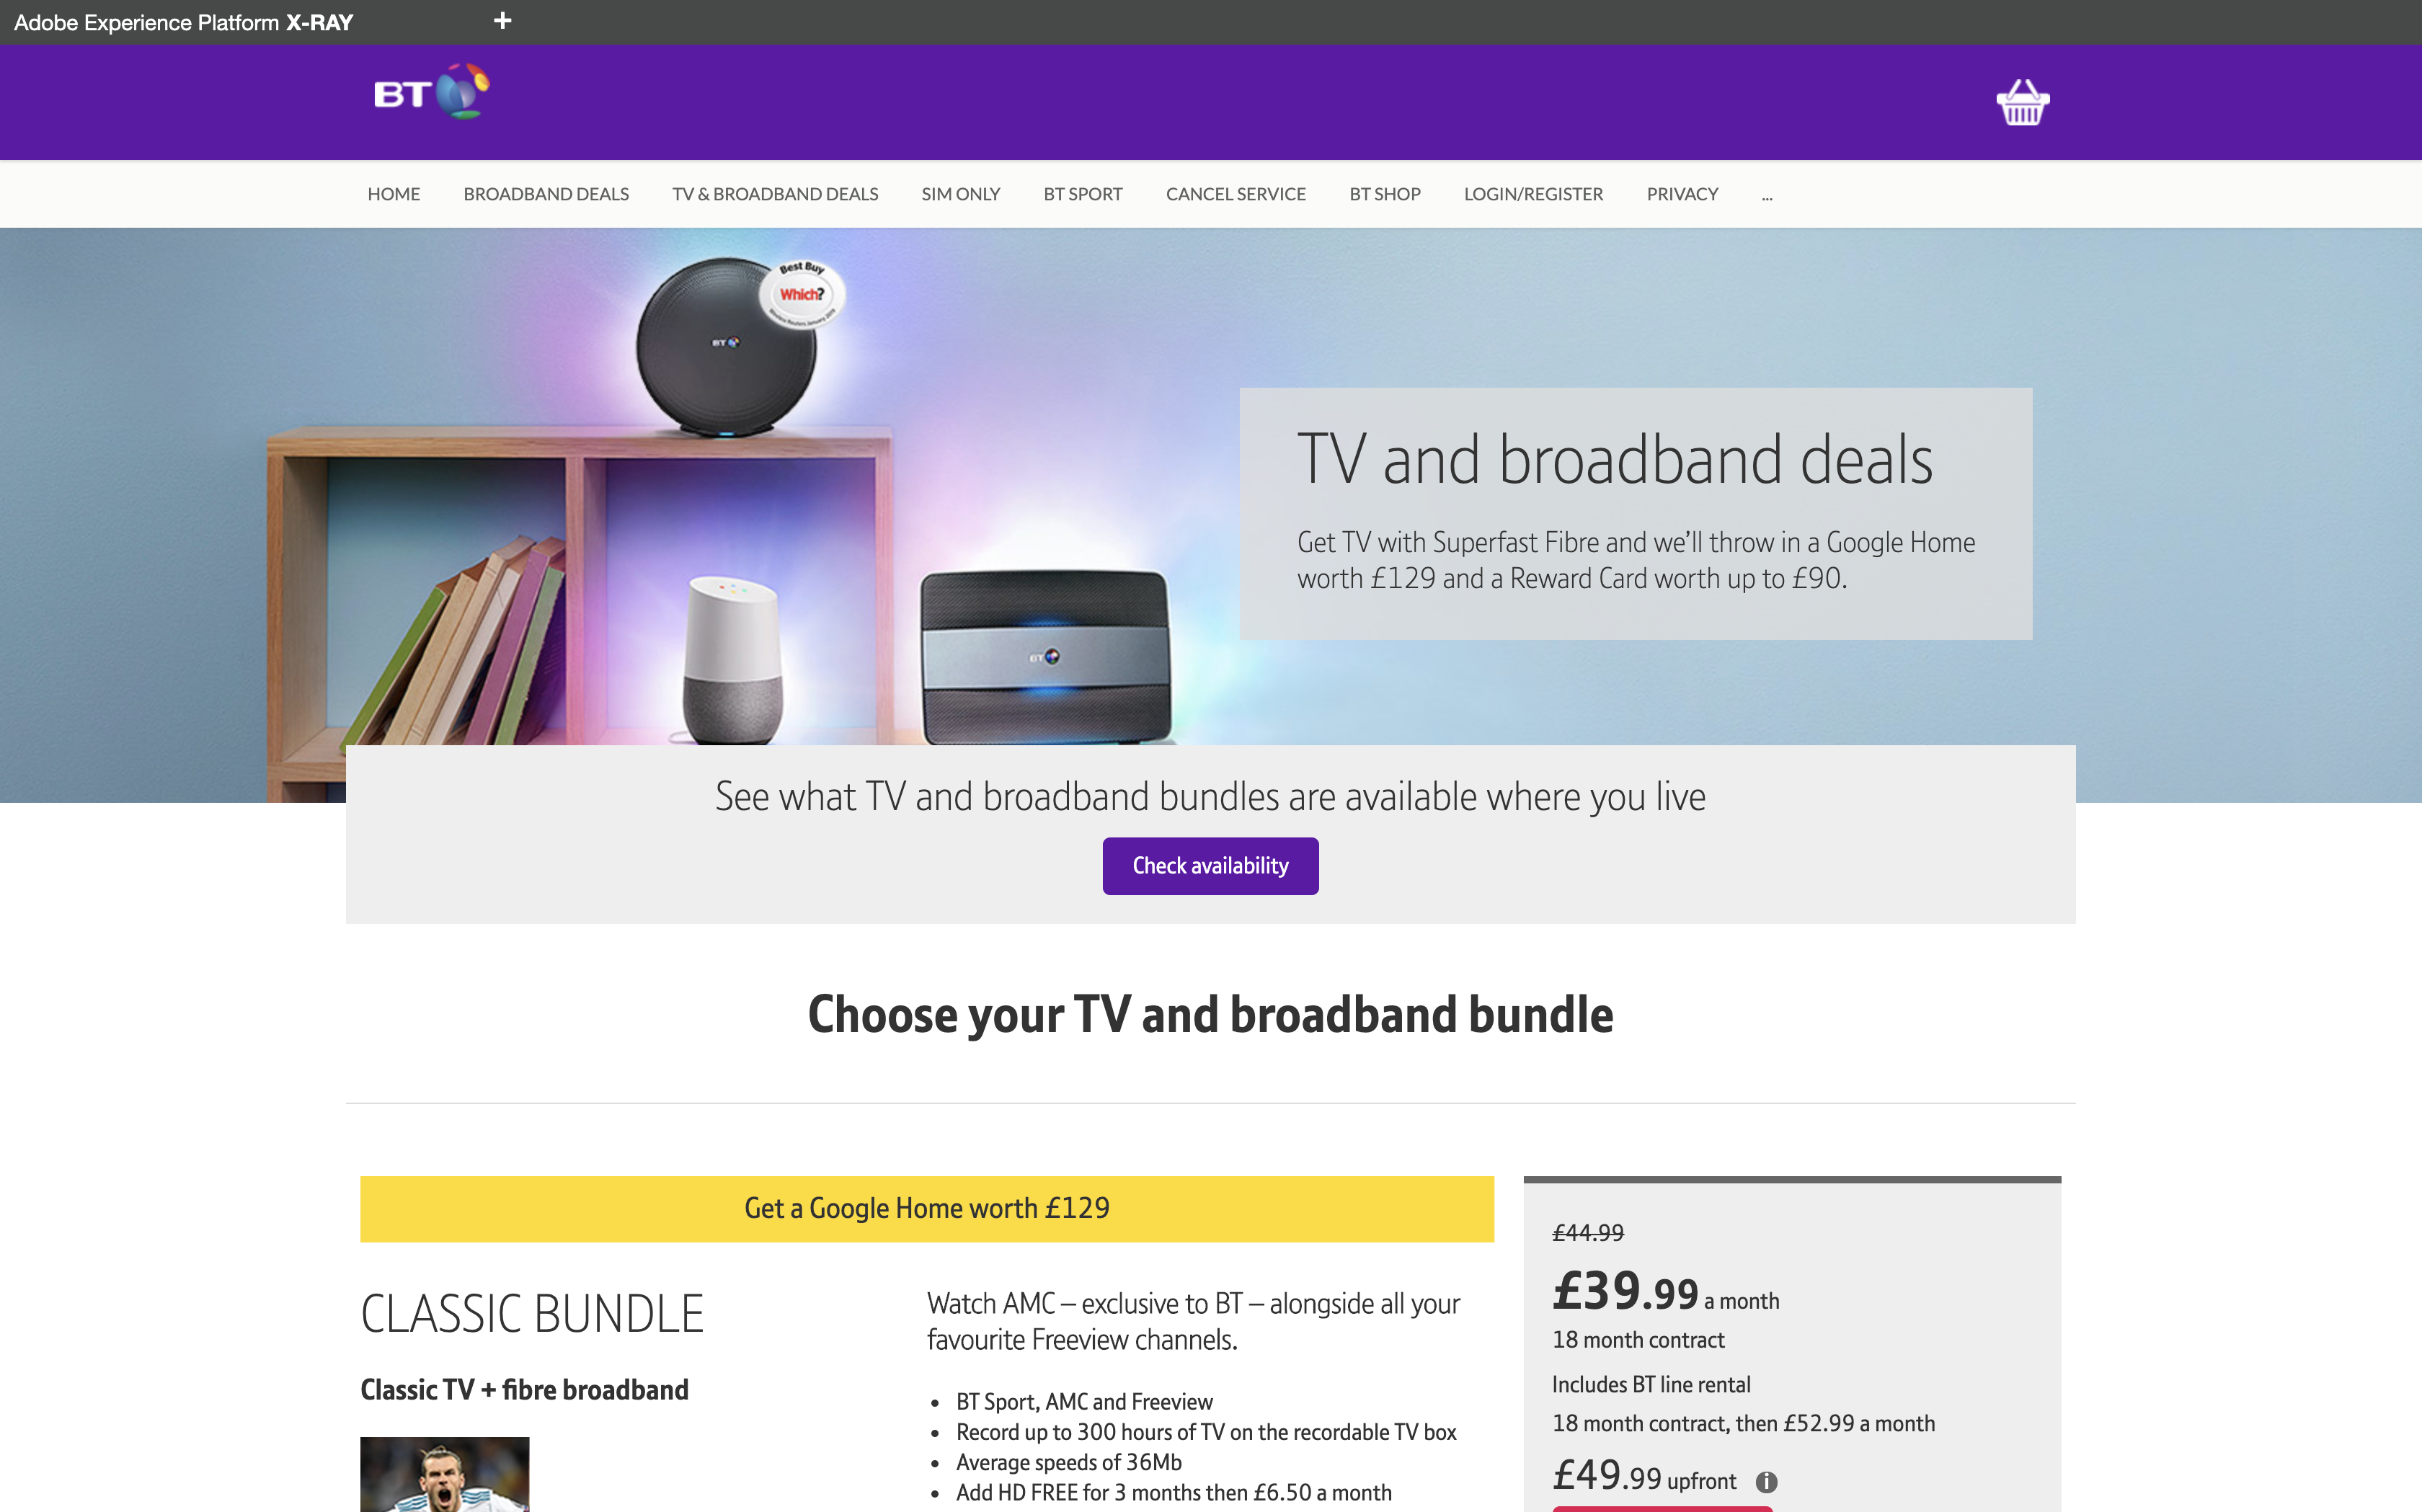 Adobe Experience Platform X-RAY
+
BT
HOME BROADBAND DEALS TV & BROADBAND DEALS SIM ONLY BT SPORT CANCEL SERVICE BT SHOP LOGIN/REGISTER PRIVACY ...
Best Buy
Which?
Wireless Routers January 2019
BT
TV and broadband deals
Get TV with Superfast Fibre and we’ll throw in a Google Home
worth £129 and a Reward Card worth up to £90.
BT
See what TV and broadband bundles are available where you live
Check availability
Choose your TV and broadband bundle
Get a Google Home worth £129
CLASSIC BUNDLE
Classic TV + fibre broadband
Watch AMC – exclusive to BT – alongside all your
favourite Freeview channels.
• BT Sport, AMC and Freeview
• Record up to 300 hours of TV on the recordable TV box
• Average speeds of 36Mb
• Add HD FREE for 3 months then £6.50 a month
£44.99
£39.99 a month
18 month contract
Includes BT line rental
18 month contract, then £52.99 a month
£49.99 upfront i